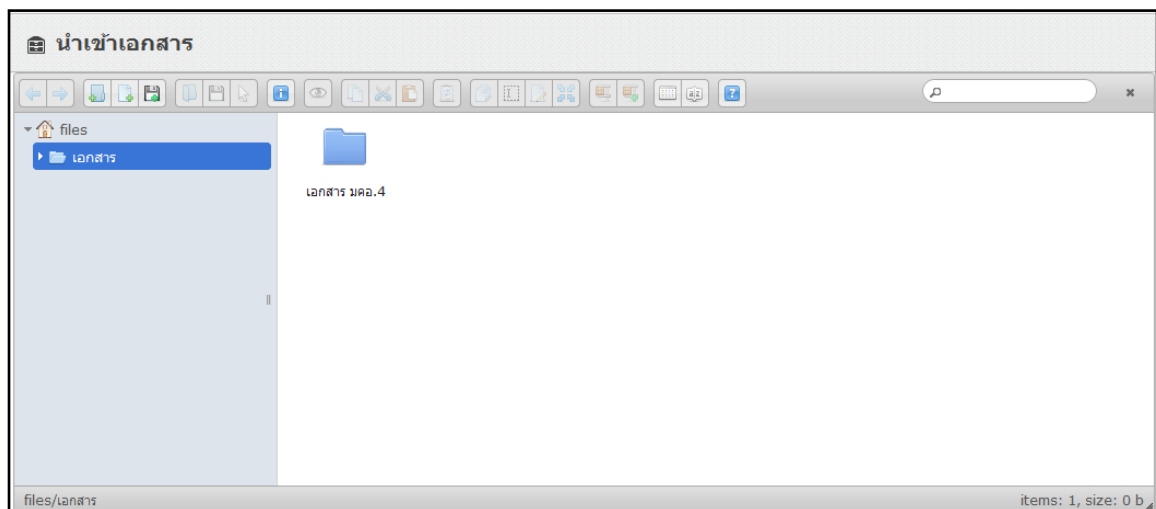 นำเข้าเอกสาร
files
เอกสาร
เอกสาร มคอ.4
files/เอกสาร
items: 1, size: 0 b